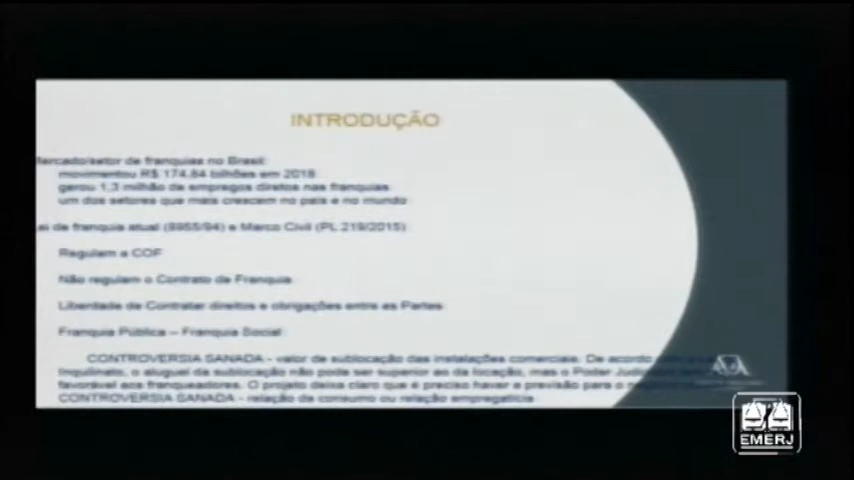 INTRODUÇÃO
Mercado/setor de franquias no Brasil:
movimentou R$ 174,84 bilhões em 2018
gerou 1,3 milhão de empregos diretos nas franquias
um dos setores que mais crescem no país e no mundo
ei de franquia atual (8955/94) e Marco Civil (PL 219/2015)
Regulam a COF
Não regulam o Contrato de Franquia
Liberdade de Contratar direitos e obrigações entre as Partes
Franquia Pública – Franquia Social
CONTROVERSIA SANADA - valor de sublocação das instalações comerciais. De acordo
Inquilinato, o aluguel da sublocação não pode ser superior ao da locação, mas o Poder
favorável aos franqueadores. O projeto deixa claro que é preciso haver a previsão para o
CONTROVERSIA SANADA - relação de consumo ou relação empregatícia
EMERJ